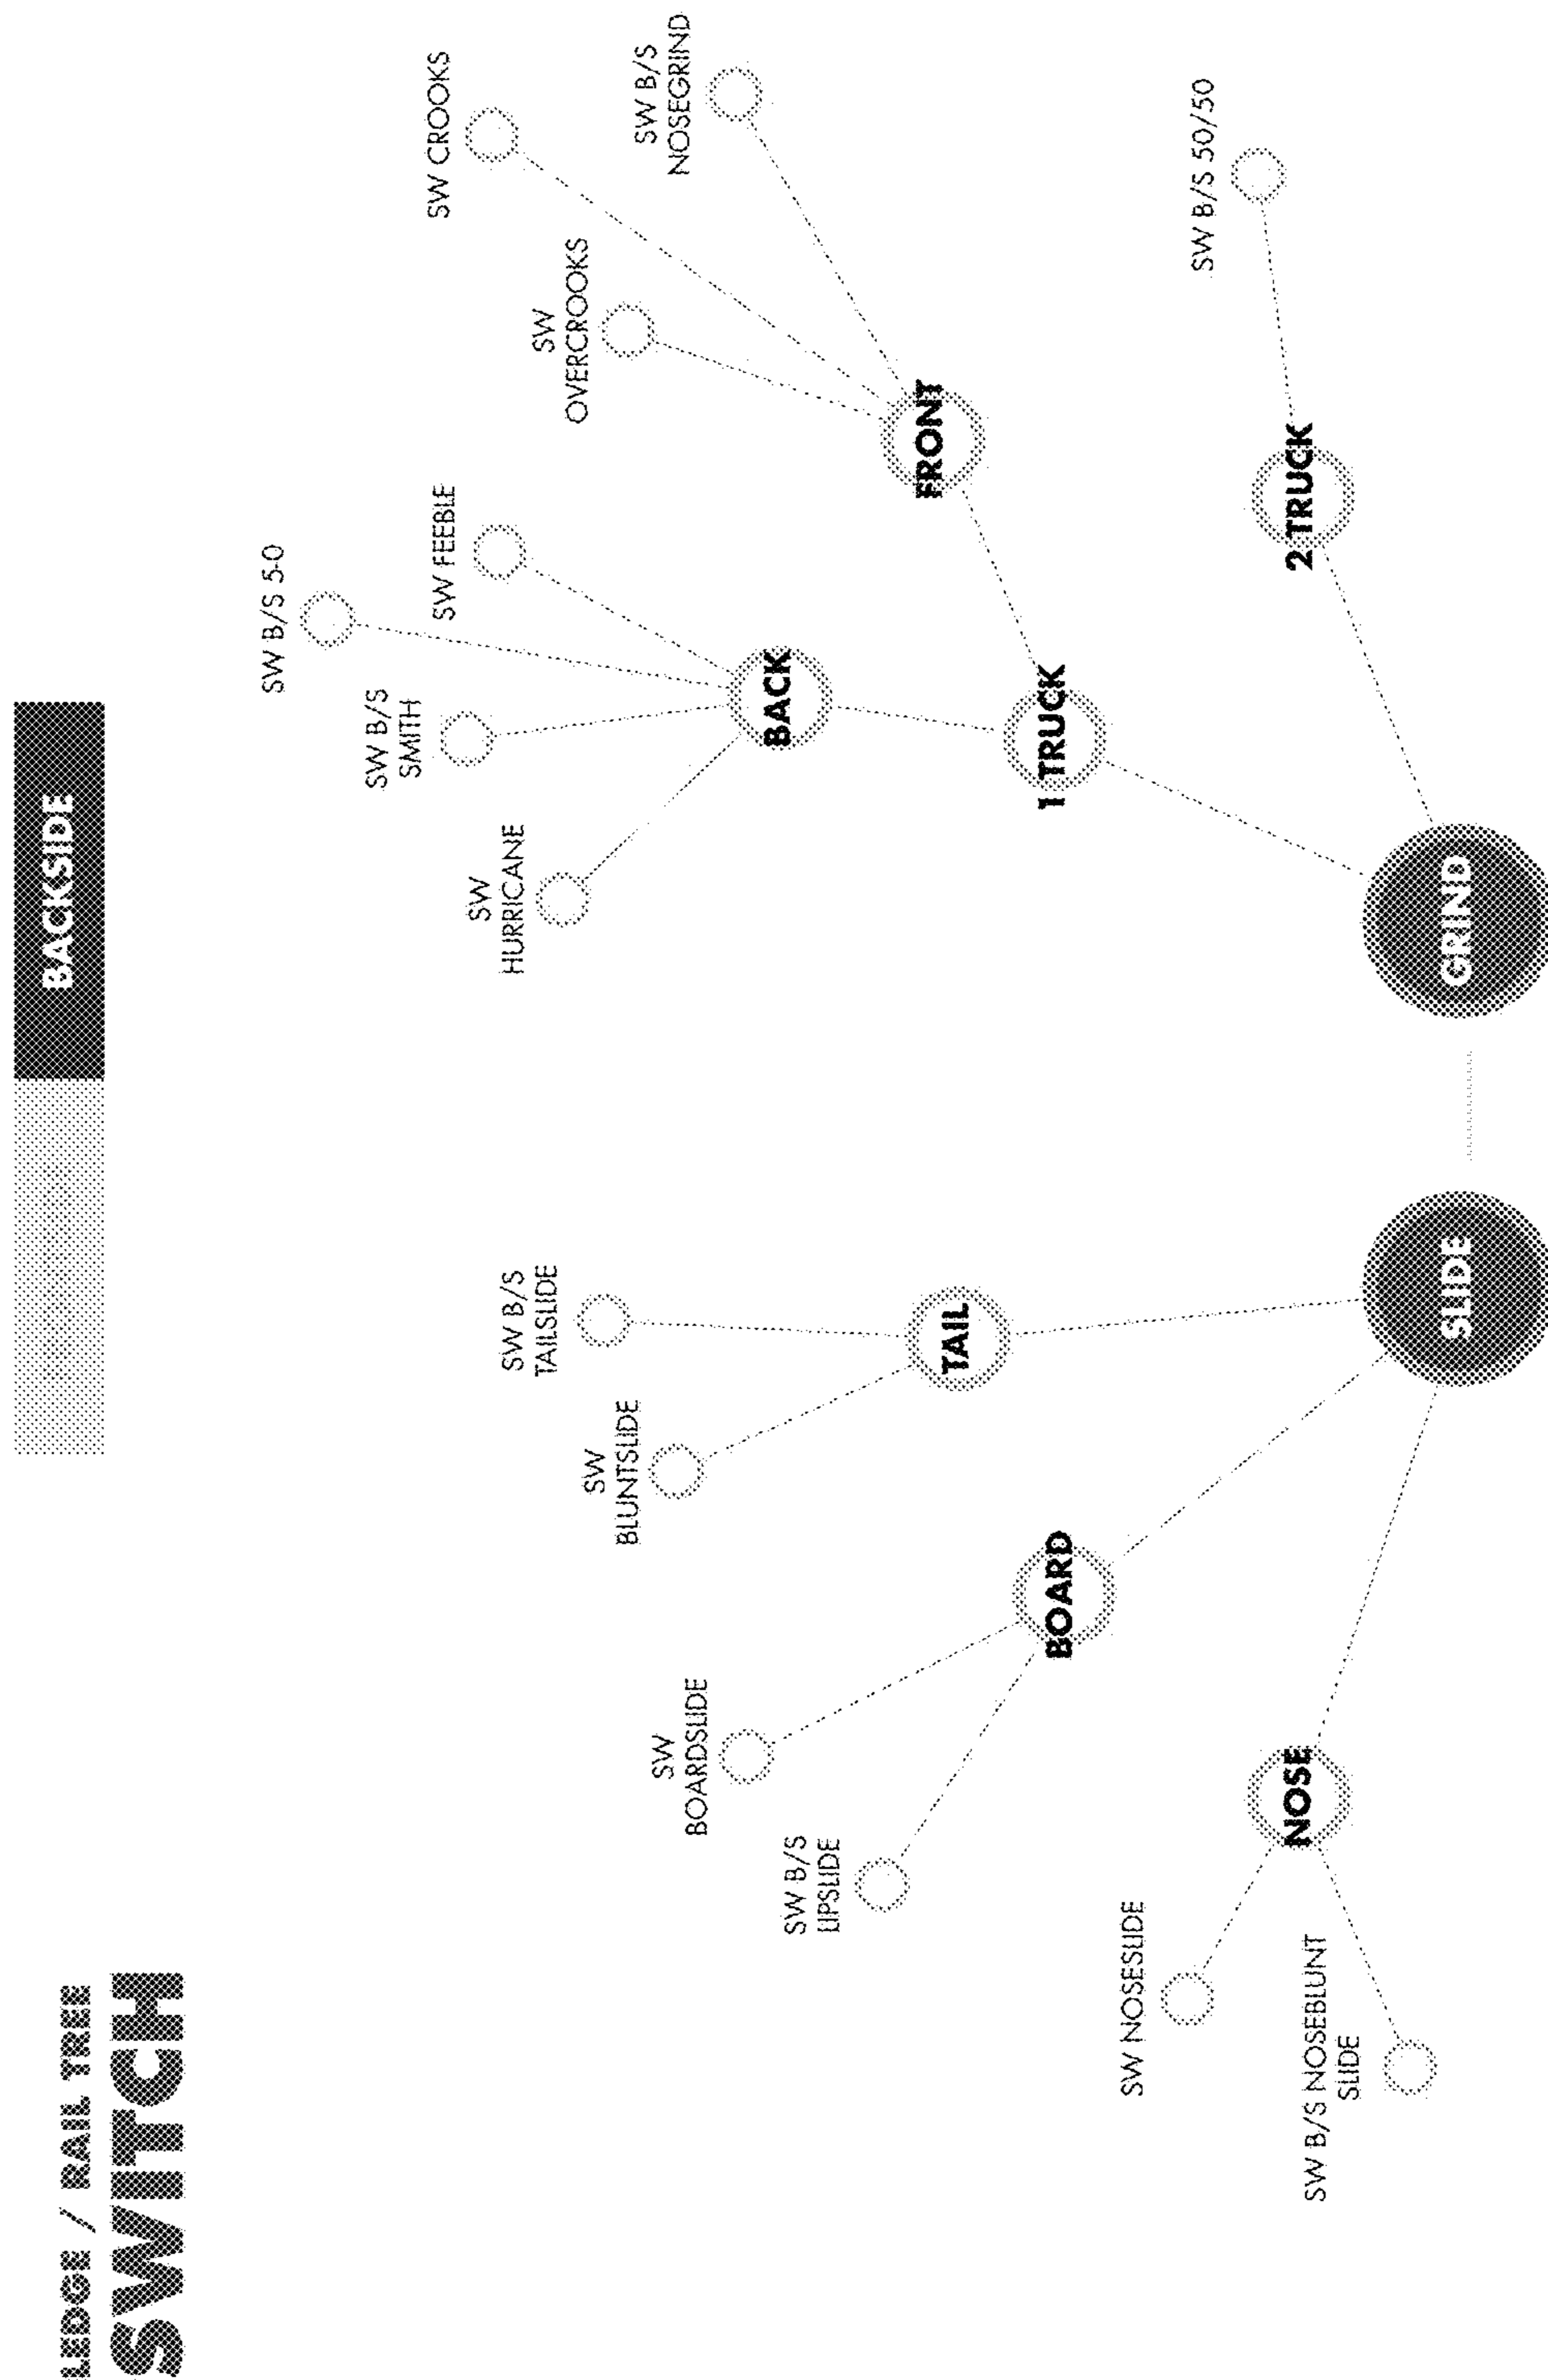 LEDGE / RAIL TREE
SWITCH
BACKSIDE
SW B/S 5-0
SW B/S
SMITH
SW CROOKS
SW FEEBLE
SW
HURRICANE
SW B/S
TAILSLIDE
SW
OVERCROOKS
SW
BLUNTSLIDE
SW B/S
NOSEGRIND
SW
BOARDSLIDE
BACK
SW B/S
LIPSLIDE
FRONT
TAIL
BOARD
1 TRUCK
SW NOSESLIDE
SW B/S 50/50
NOSE
2 TRUCK
SW B/S NOSEBLUNT
SLIDE
SLIDE
GRIND